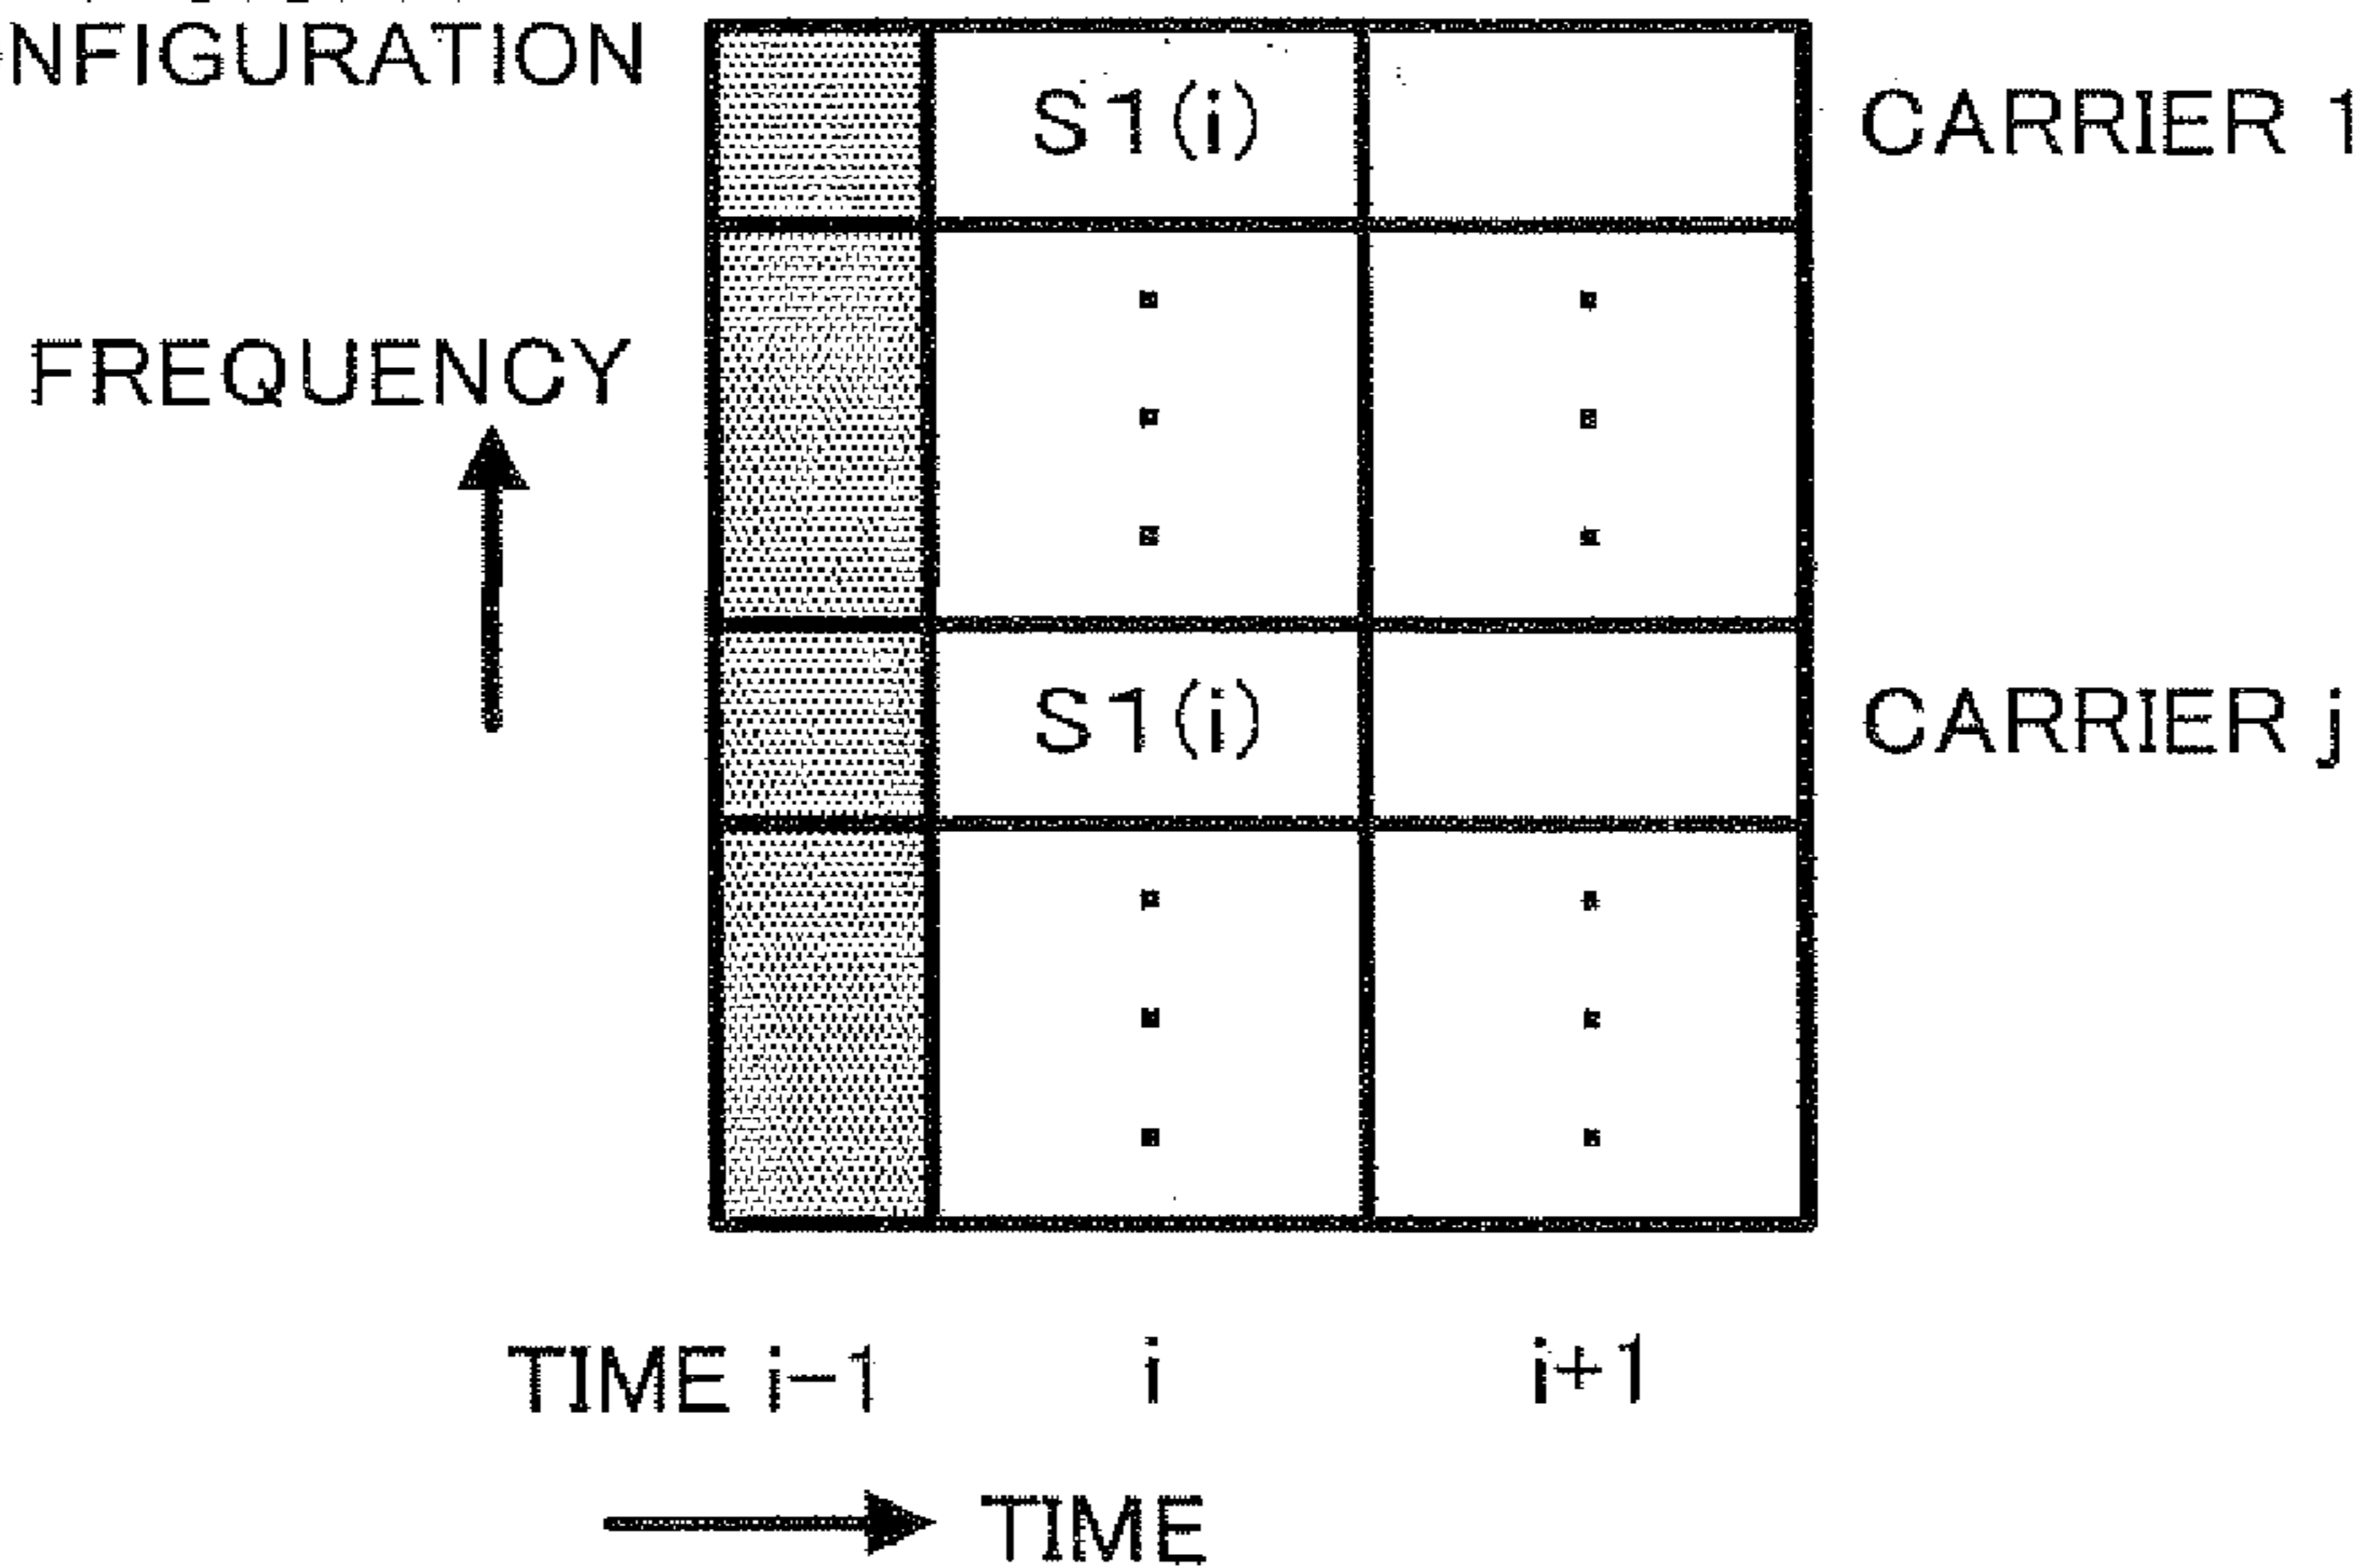 NFIGURATION
S1(i)
CARRIER 1
FREQUENCY
S1(i)
CARRIER j
TIME i-1
i
i+1
TIME